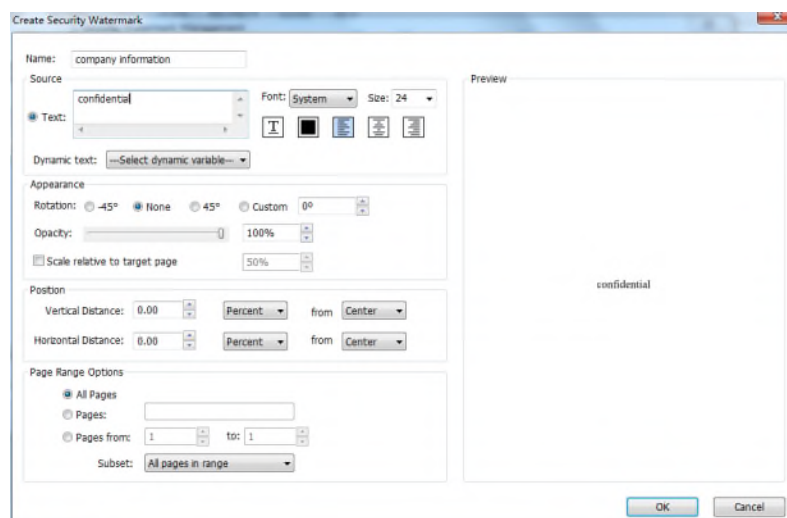 Create Security Watermark
Name: company information
Source
Text: confidential
Font: System Size: 24
T
Dynamic text: ---Select dynamic variable---
Appearance
Rotation: -45° None 45° Custom 0º
Opacity: 100%
Scale relative to target page 50%
Position
Vertical Distance: 0.00 Percent from Center
Horizontal Distance: 0.00 Percent from Center
Page Range Options
All Pages
Pages:
Pages from: 1 to: 1
Subset: All pages in range
Preview
confidential
OK Cancel